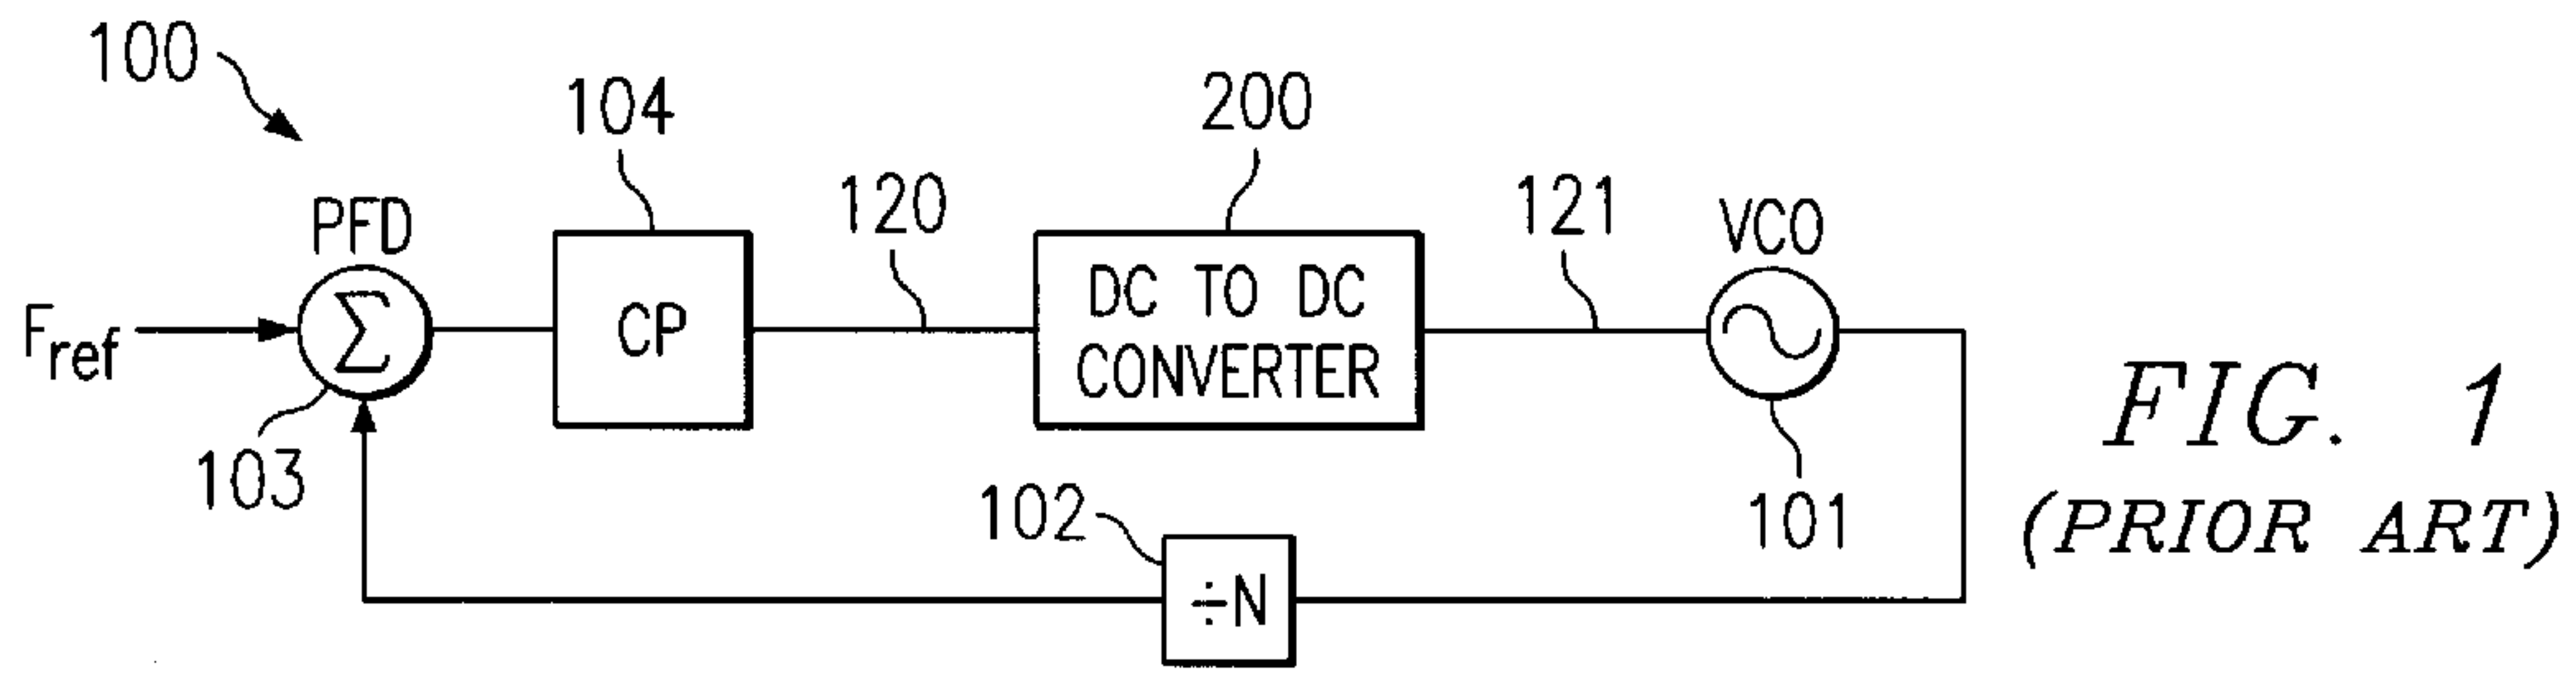 100
104
200
120
121
PFD
VCO
Σ
CP
DC TO DC
CONVERTER
Fref
103
101
102
÷N
FIG. 1
(PRIOR ART)